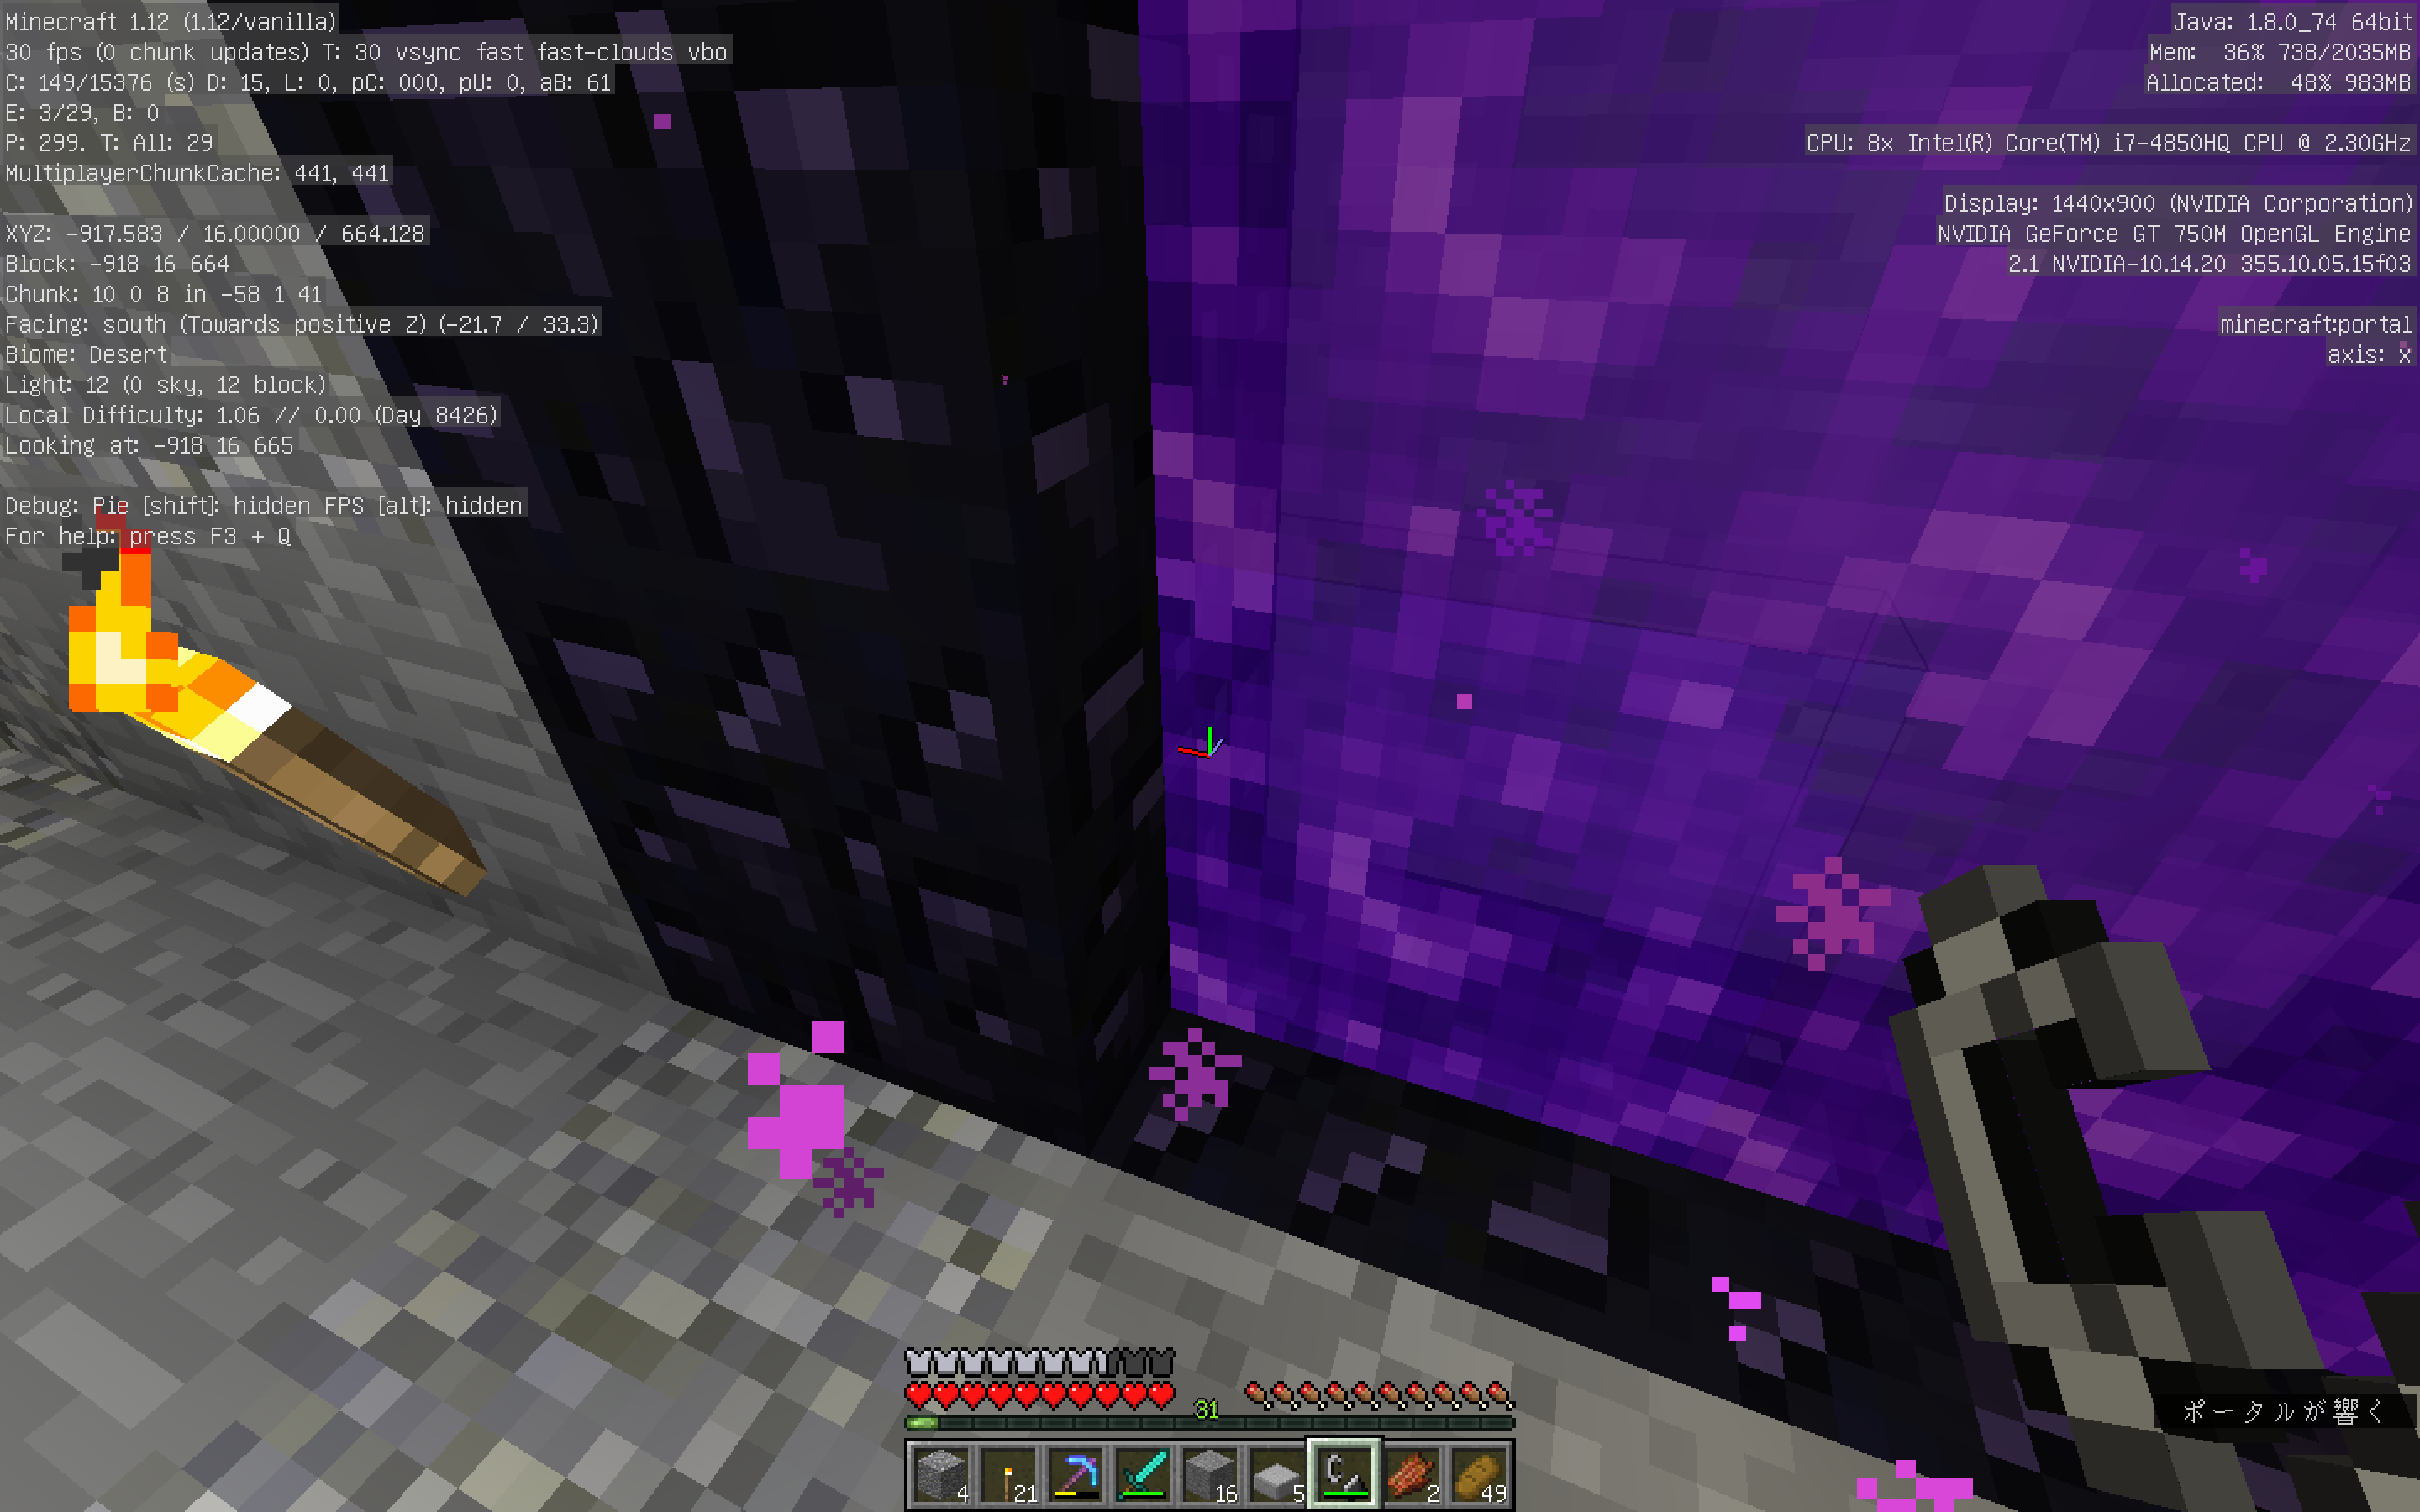 Minecraft 1.12 (1.12/vanilla)
30 fps (0 chunk updates) T: 30 vsync fast fast-clouds vbo
C: 149/15376 (s) D: 15, L: 0, pC: 000, pU: 0, aB: 61
E: 3/29, B: 0
P: 299. T: All: 29
MultiplayerChunkCache: 441, 441
XYZ: -917.583 / 16.00000 / 664.128
Block: -918 16 664
Chunk: 10 0 8 in -58 1 41
Facing: south (Towards positive Z) (-21.7 / 33.3)
Biome: Desert
Light: 12 (0 sky, 12 block)
Local Difficulty: 1.06 // 0.00 (Day 8426)
Looking at: -918 16 665
Debug: Pie [shift]: hidden FPS [alt]: hidden
For help: press F3 + Q
Java: 1.8.0_74 64bit
Mem: 36% 738/2035MB
Allocated: 48% 983MB
CPU: 8x Intel(R) Core(TM) i7-4850HQ CPU @ 2.30GHz
Display: 1440x900 (NVIDIA Corporation)
NVIDIA GeForce GT 750M OpenGL Engine
2.1 NVIDIA-10.14.20 355.10.05.15f03
minecraft:portal
axis: x
ポータルが響く
31
4 21 16 5 2 49